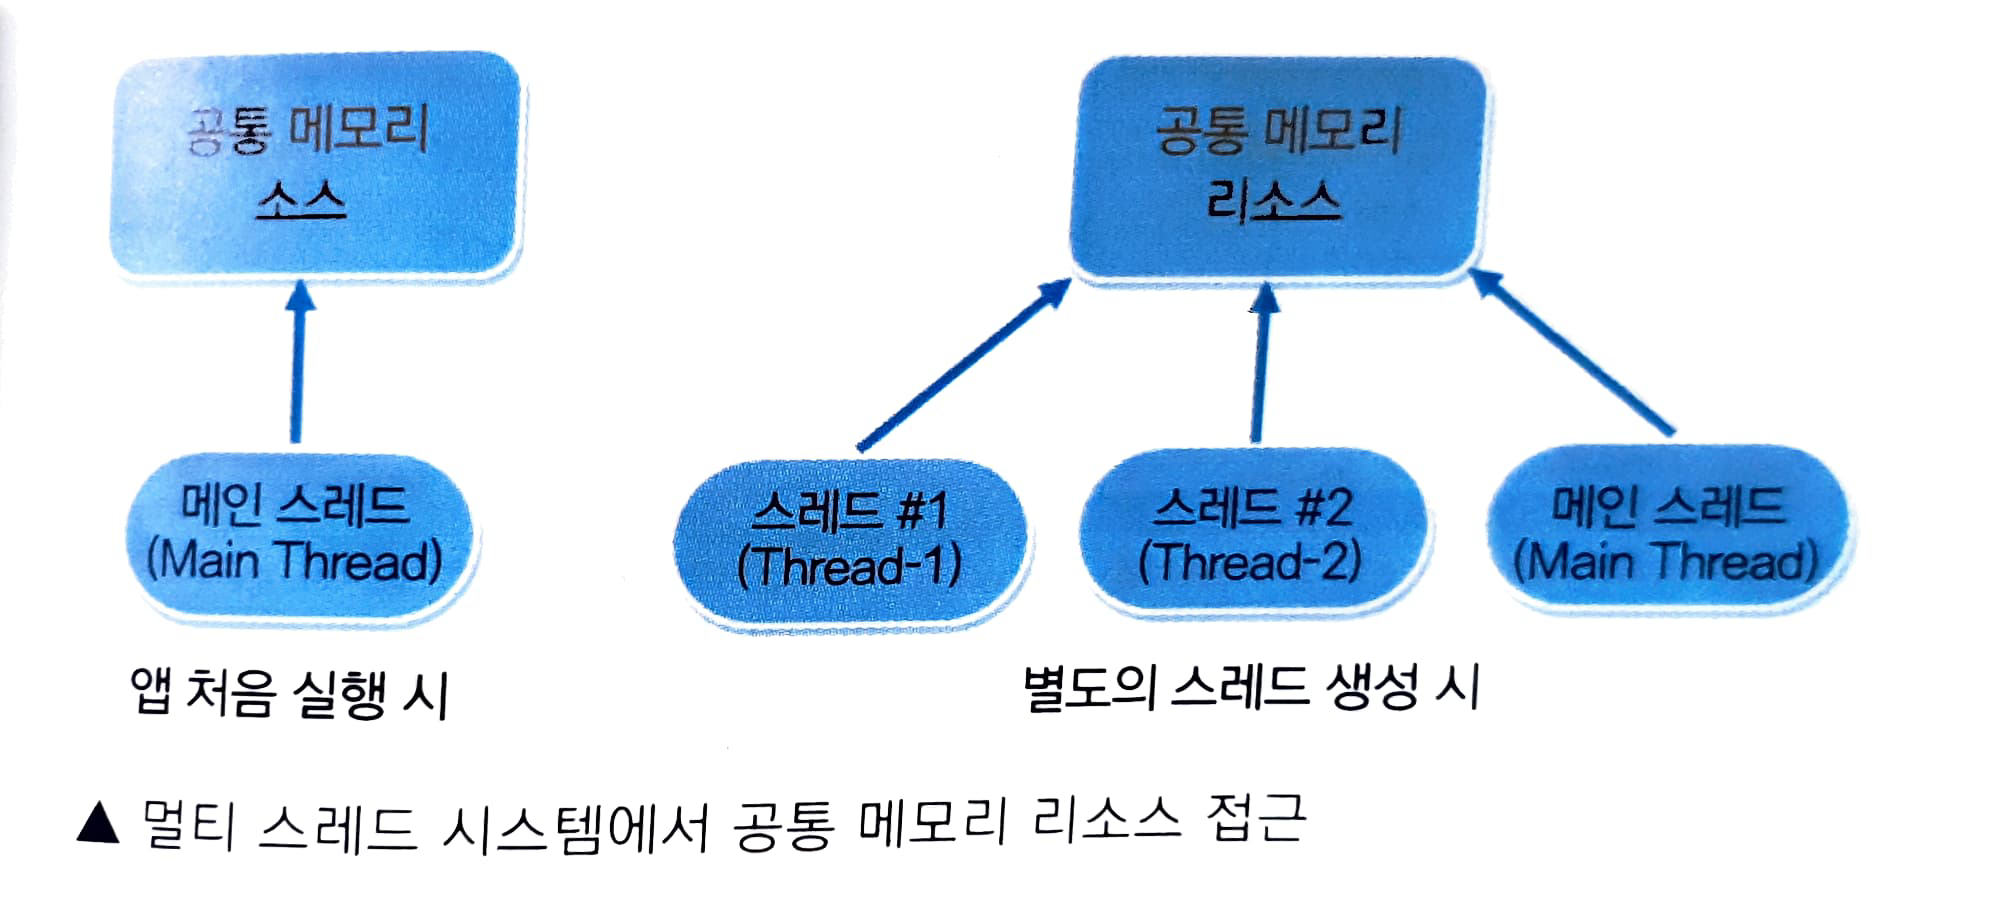 공통 메모리
소스
메인 스레드
(Main Thread)
앱 처음 실행 시
공통 메모리
리소스
스레드 #1
(Thread-1)
스레드 #2
(Thread-2)
메인 스레드
(Main Thread)
별도의 스레드 생성 시
▲ 멀티 스레드 시스템에서 공통 메모리 리소스 접근